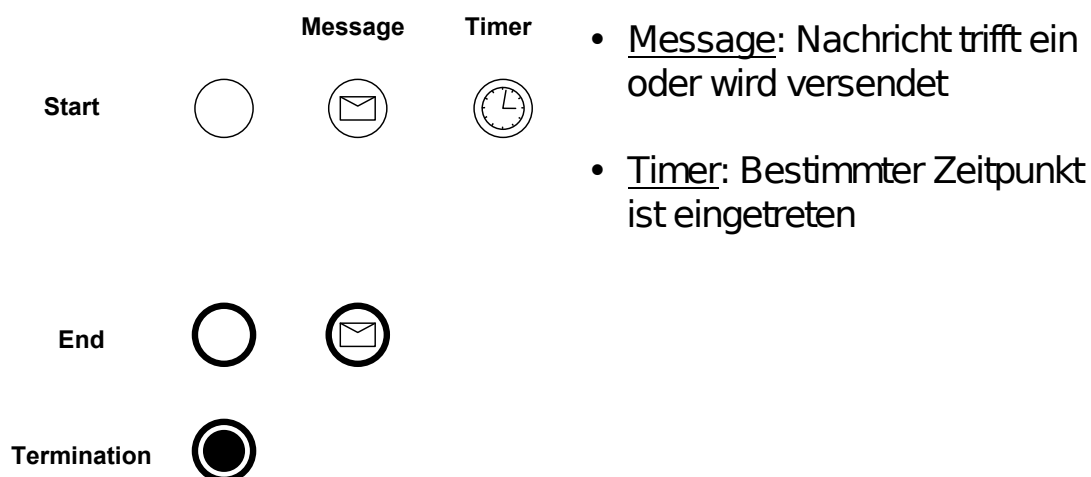 Message Timer
Start
End
Termination
• Message: Nachricht trifft ein
oder wird versendet
• Timer: Bestimmter Zeitpunkt
ist eingetreten